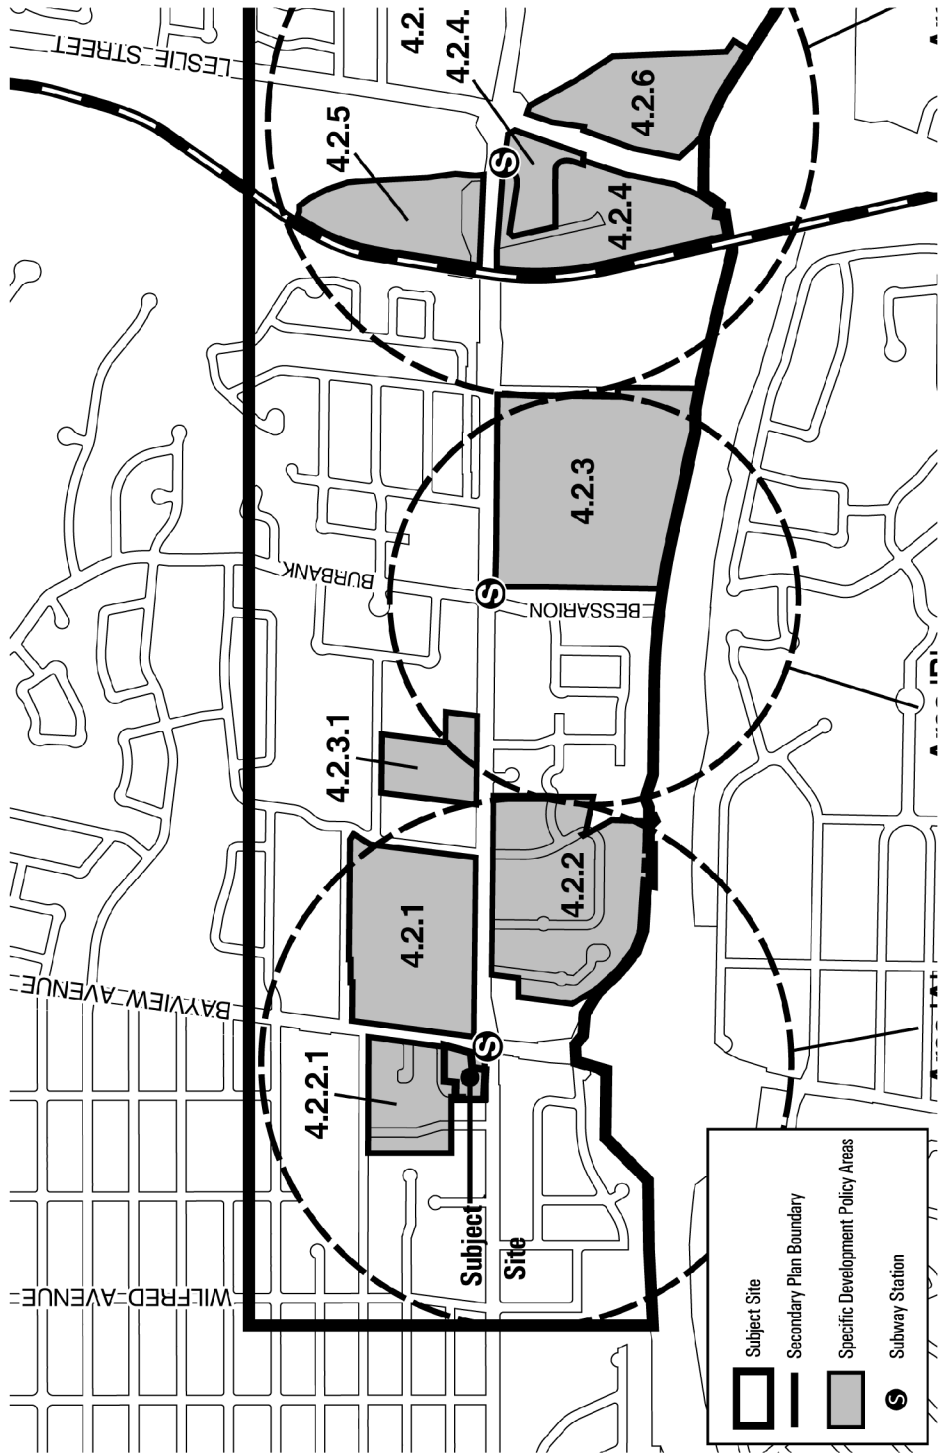 LESLIE STREET
4.2.
4.2.4.
4.2.5
4.2.6
S
4.2.4
4.2.3
BURBANK
S
BESSARION
4.2.3.1
4.2.2
4.2.1
BAYVIEW AVENUE
S
4.2.2.1
Subject
Site
WILFRED AVENUE
Subject Site
Secondary Plan Boundary
Specific Development Policy Areas
S Subway Station